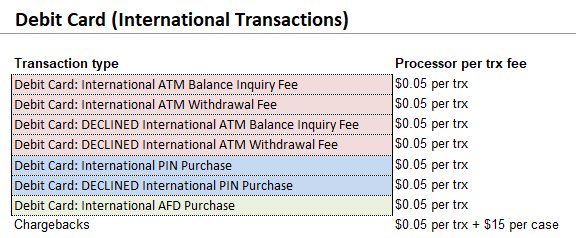 Debit Card (International Transactions)
Transaction type Processor per trx fee
Debit Card: International ATM Balance Inquiry Fee $0.05 per trx
Debit Card: International ATM Withdrawal Fee $0.05 per trx
Debit Card: DECLINED International ATM Balance Inquiry Fee $0.05 per trx
Debit Card: DECLINED International ATM Withdrawal Fee $0.05 per trx
Debit Card: International PIN Purchase $0.05 per trx
Debit Card: DECLINED International PIN Purchase $0.05 per trx
Debit Card: International AFD Purchase $0.05 per trx
Chargebacks $0.05 per trx + $15 per case